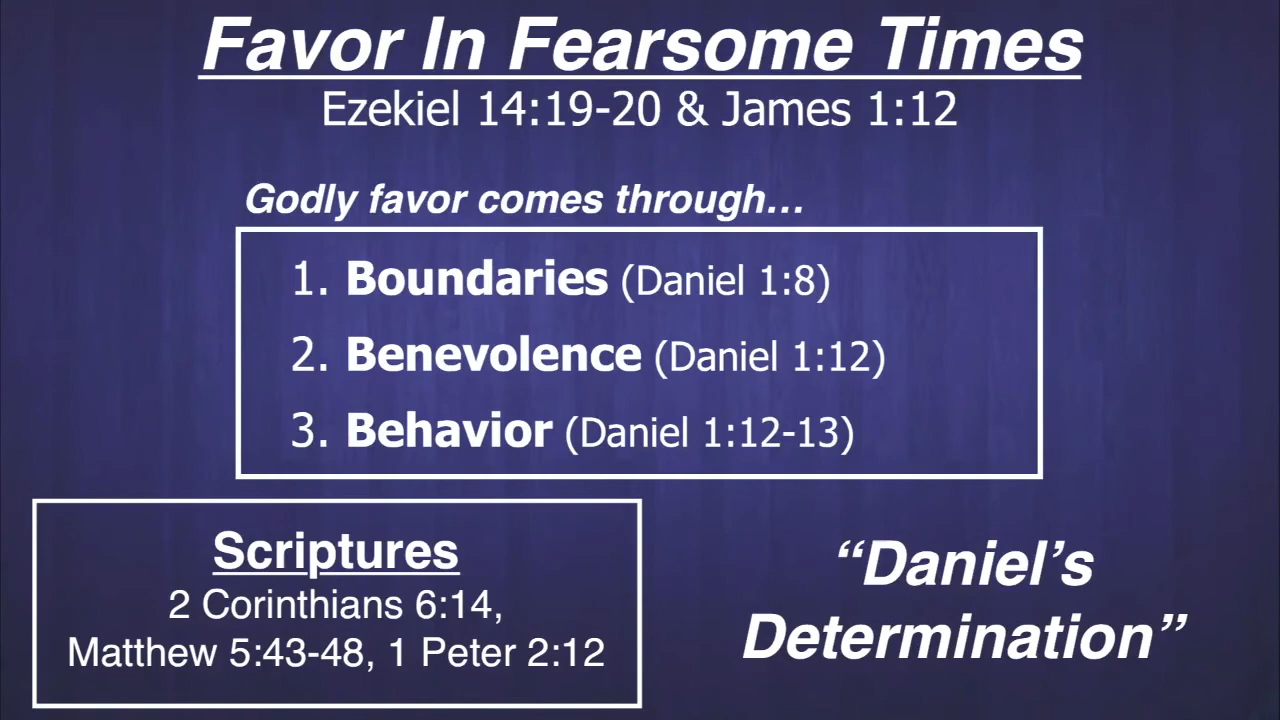 Favor In Fearsome Times
Ezekiel 14:19-20 & James 1:12
Godly favor comes through...
1. Boundaries (Daniel 1:8)
2. Benevolence (Daniel 1:12)
3. Behavior (Daniel 1:12-13)
Scriptures
2 Corinthians 6:14,
Matthew 5:43-48, 1 Peter 2:12
“Daniel’s
Determination”